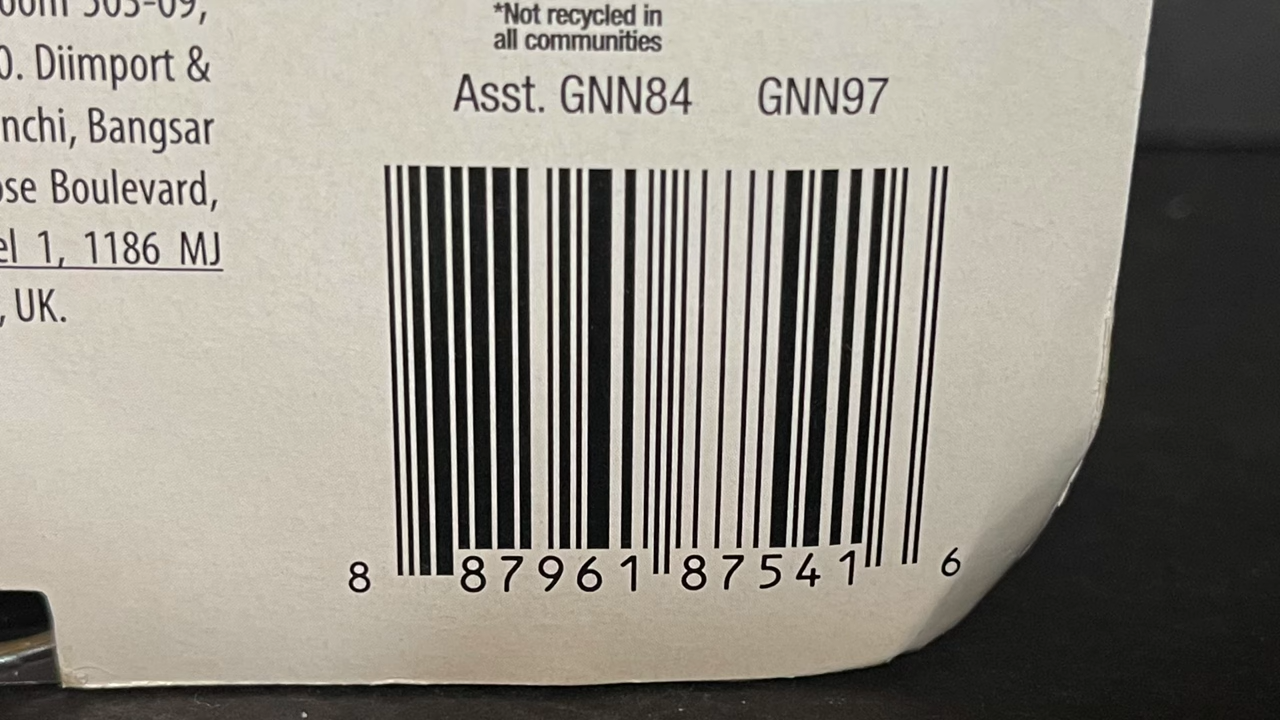 505-09,
0. Diimport &
nchi, Bangsar
se Boulevard,
el 1, 1186 MJ
, UK.
*Not recycled in
all communities
Asst. GNN84 GNN97
8 87961 87541 6